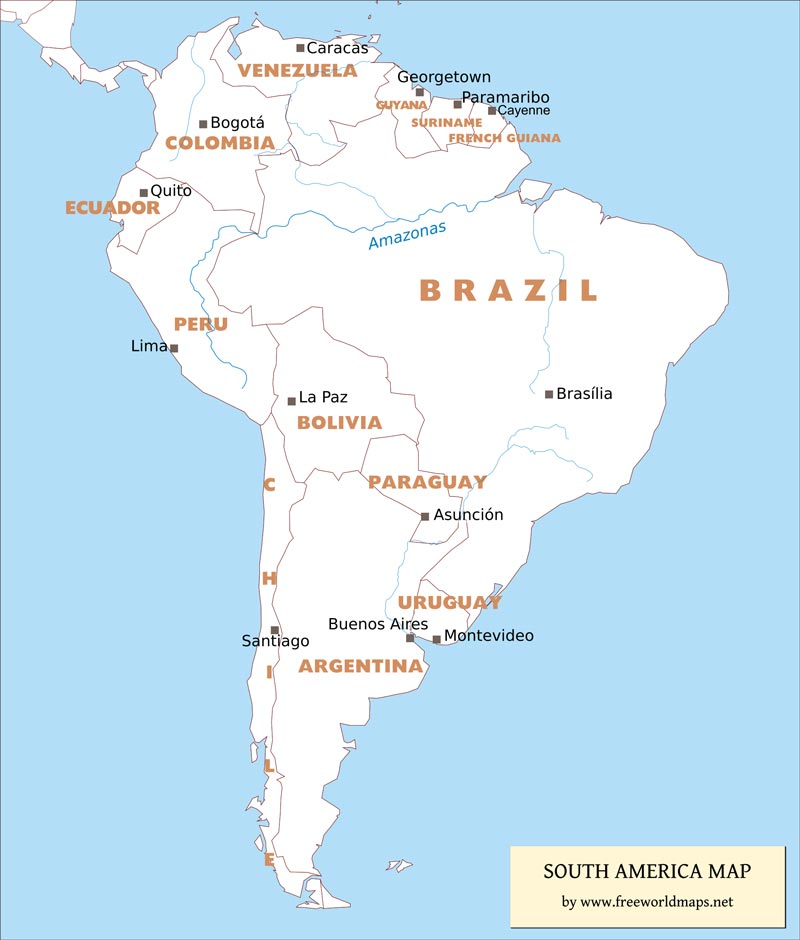 Caracas
VENEZUELA
Georgetown
GUYANA
Paramaribo
Cayenne
SURINAME
FRENCH GUIANA
Bogotá
COLOMBIA
Quito
ECUADOR
Amazonas
BRAZIL
PERU
Lima
Brasília
La Paz
BOLIVIA
PARAGUAY
Asunción
CHILE
URUGUAY
Buenos Aires
Montevideo
Santiago
ARGENTINA
SOUTH AMERICA MAP
by www.freeworldmaps.net